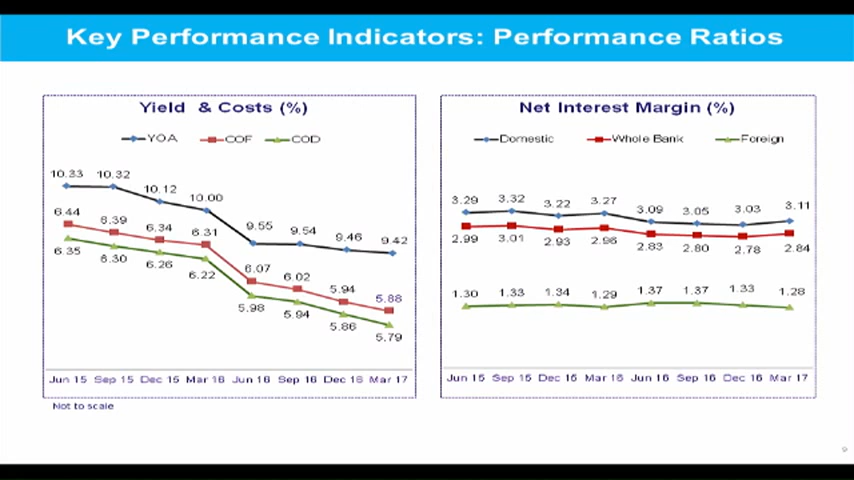 Key Performance Indicators: Performance Ratios
Yield & Costs (%)
YOA COF COD
10.33 10.32 10.12 10.00 9.55 9.54 9.46 9.42
6.44 6.39 6.34 6.31 6.07 6.02 5.94 5.88
6.35 6.30 6.26 6.22 5.98 5.94 5.86 5.79
Jun 15 Sep 15 Dec 15 Mar 16 Jun 16 Sep 16 Dec 16 Mar 17
Not to scale
Net Interest Margin (%)
Domestic Whole Bank Foreign
3.29 3.32 3.22 3.27 3.09 3.05 3.03 3.11
2.99 3.01 2.93 2.96 2.83 2.80 2.78 2.84
1.30 1.33 1.34 1.29 1.37 1.37 1.33 1.28
Jun 15 Sep 15 Dec 15 Mar 16 Jun 16 Sep 16 Dec 16 Mar 17